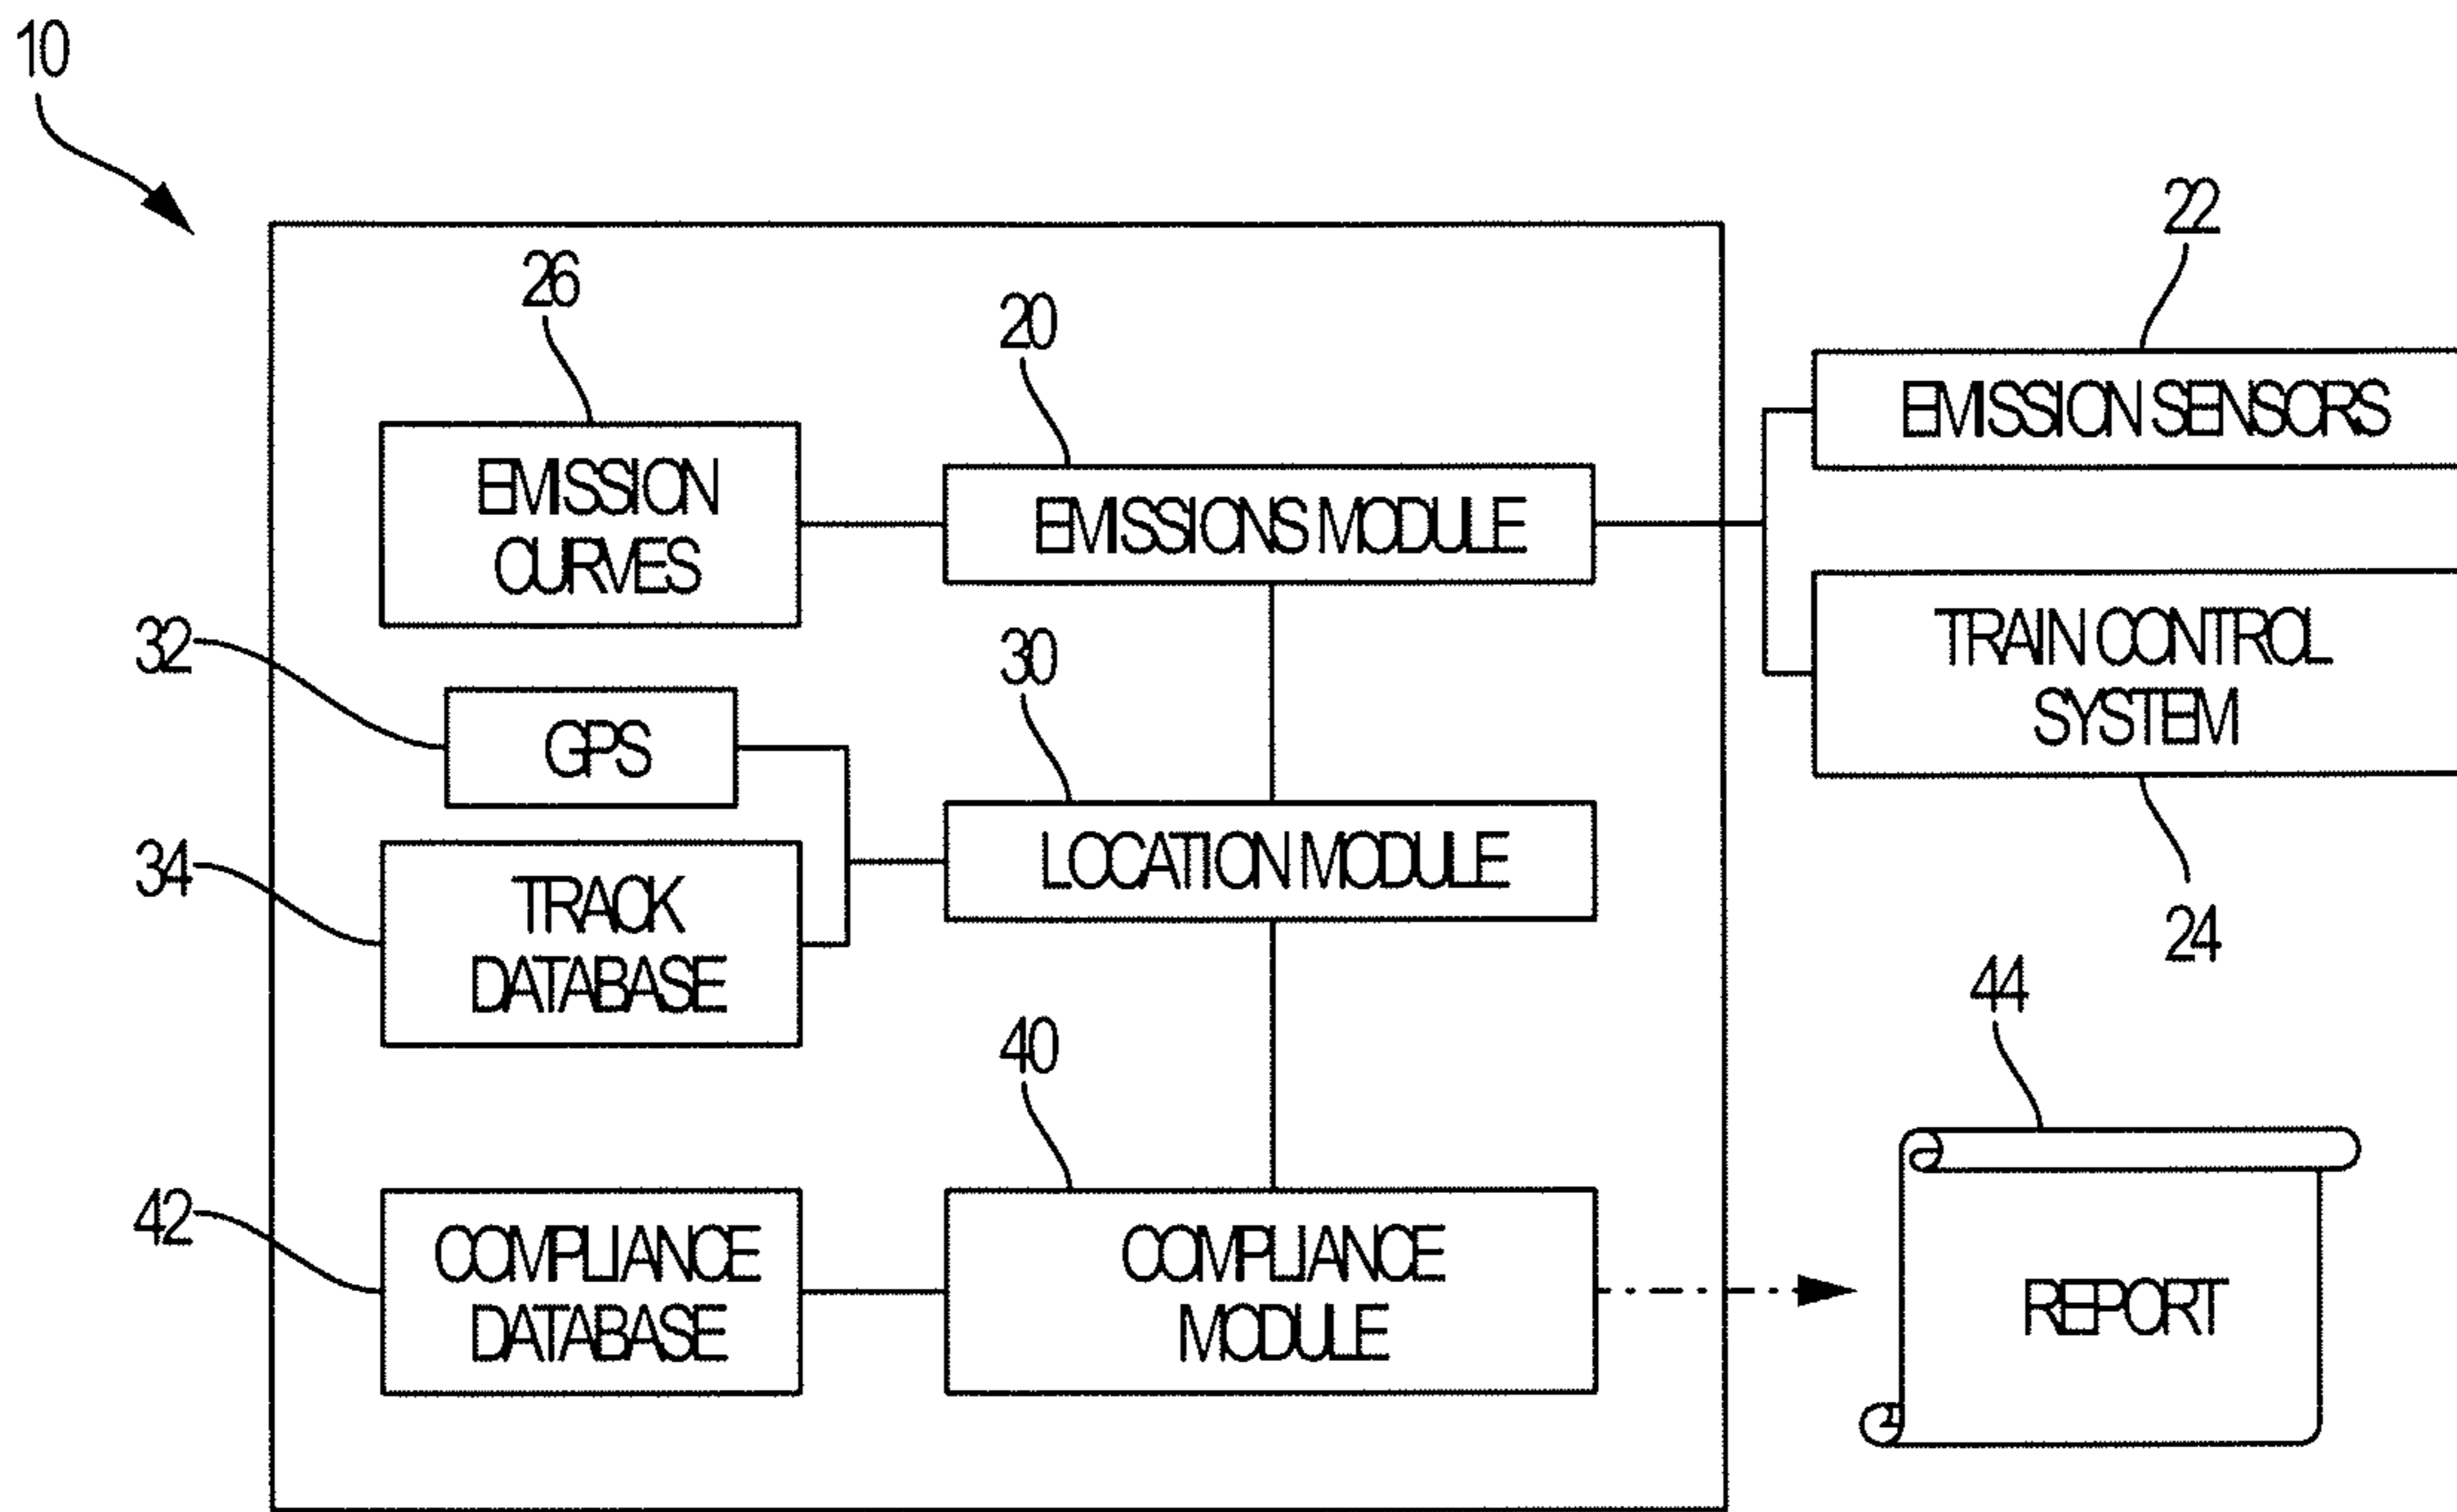 10
22
26
20
EMISSION SENSORS
EMISSION
CURVES
EMISSIONS MODULE
32
30
TRAIN CONTROL
SYSTEM
GPS
34
LOCATION MODULE
24
TRACK
DATABASE
44
40
42
COMPLIANCE
DATABASE
COMPLIANCE
MODULE
REPORT